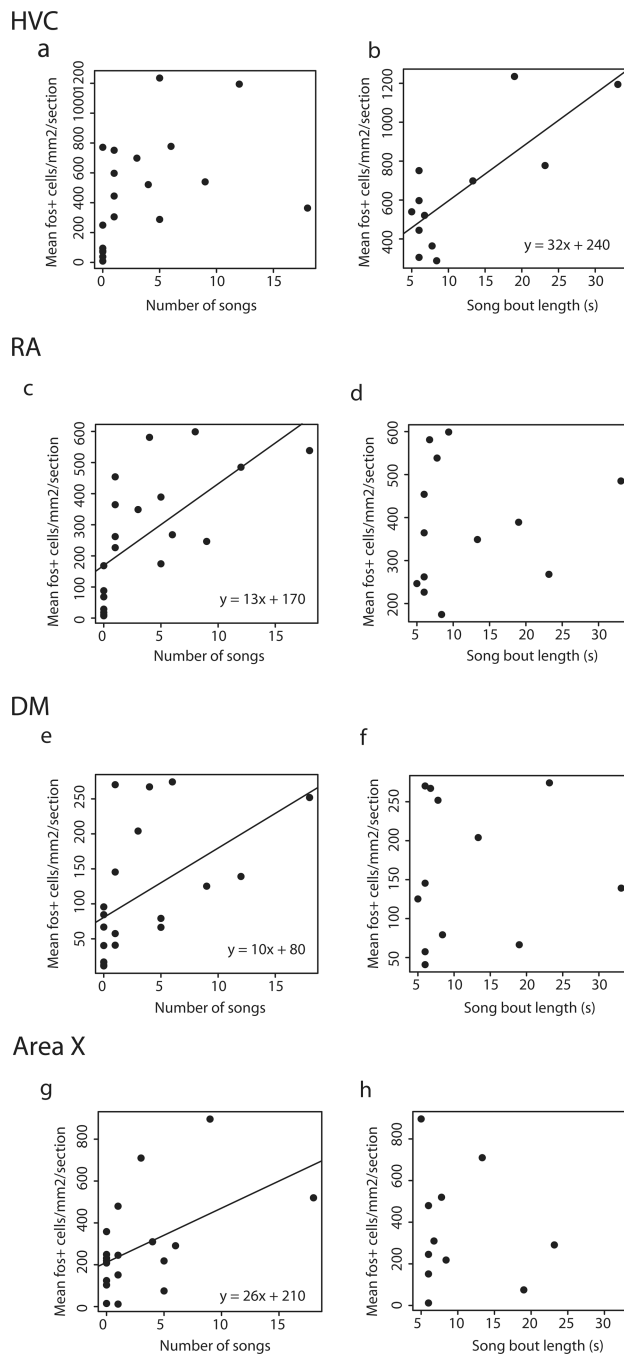 HVC
a
b
Mean fos+ cells/mm2/section
0 200 400 600 800 1000 1200
0 5 10 15
Number of songs
Mean fos+ cells/mm2/section
400 600 800 1000 1200
5 10 15 20 25 30
Song bout length (s)
y = 32x + 240
RA
c
d
Mean fos+ cells/mm2/section
0 100 200 300 400 500 600
0 5 10 15
Number of songs
y = 13x + 170
Mean fos+ cells/mm2/section
200 300 400 500 600
5 10 15 20 25 30
Song bout length (s)
DM
e
f
Mean fos+ cells/mm2/section
50 100 150 200 250
0 5 10 15
Number of songs
y = 10x + 80
Mean fos+ cells/mm2/section
50 100 150 200 250
5 10 15 20 25 30
Song bout length (s)
Area X
g
h
Mean fos+ cells/mm2/section
0 200 400 600 800
0 5 10 15
Number of songs
y = 26x + 210
Mean fos+ cells/mm2/section
0 200 400 600 800
5 10 15 20 25 30
Song bout length (s)